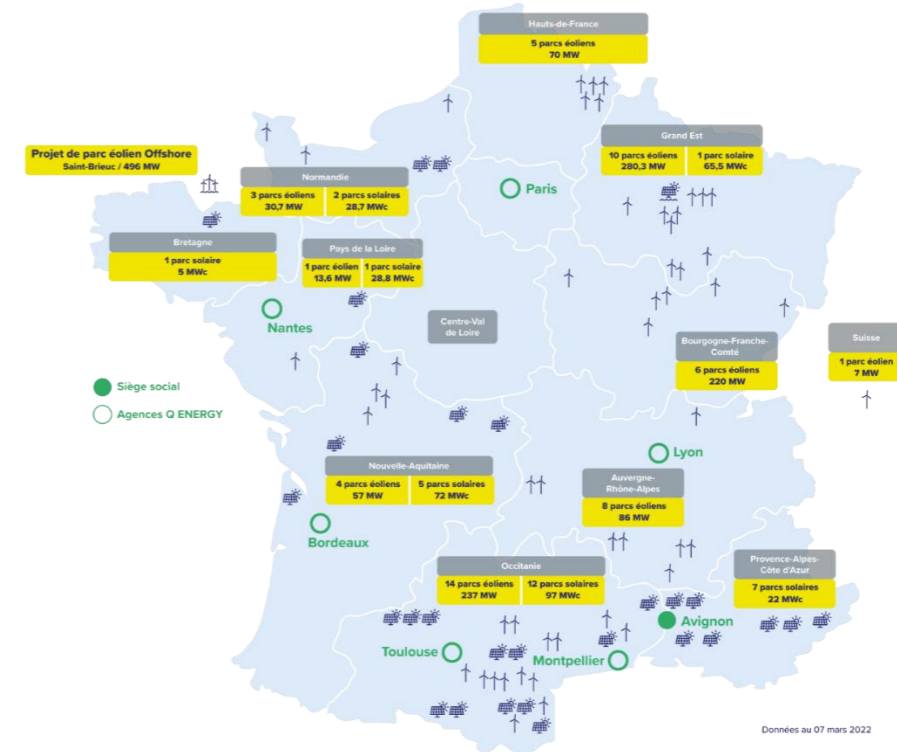 Hauts-de-France
5 parcs éoliens
70 MW
Grand Est
10 parcs éoliens
280,3 MW
1 parc solaire
65,5 MWc
Projet de parc éolien Offshore
Saint-Brieuc / 496 MW
Normandie
3 parcs éoliens
30,7 MW
2 parcs solaires
28,7 MWc
Paris
Bretagne
1 parc solaire
5 MWc
Pays de la Loire
1 parc éolien
13,6 MW
1 parc solaire
28,8 MWc
Nantes
Centre-Val
de Loire
Bourgogne-Franche-
Comté
6 parcs éoliens
220 MW
Suisse
1 parc éolien
7 MW
Siège social
Agences Q ENERGY
Lyon
Nouvelle-Aquitaine
4 parcs éoliens
57 MW
5 parcs solaires
72 MWc
Auvergne-
Rhône-Alpes
8 parcs éoliens
86 MW
Bordeaux
Occitanie
14 parcs éoliens
237 MW
12 parcs solaires
97 MWc
Provence-Alpes-
Côte d'Azur
7 parcs solaires
22 MWc
Avignon
Toulouse
Montpellier
Données au 07 mars 2022